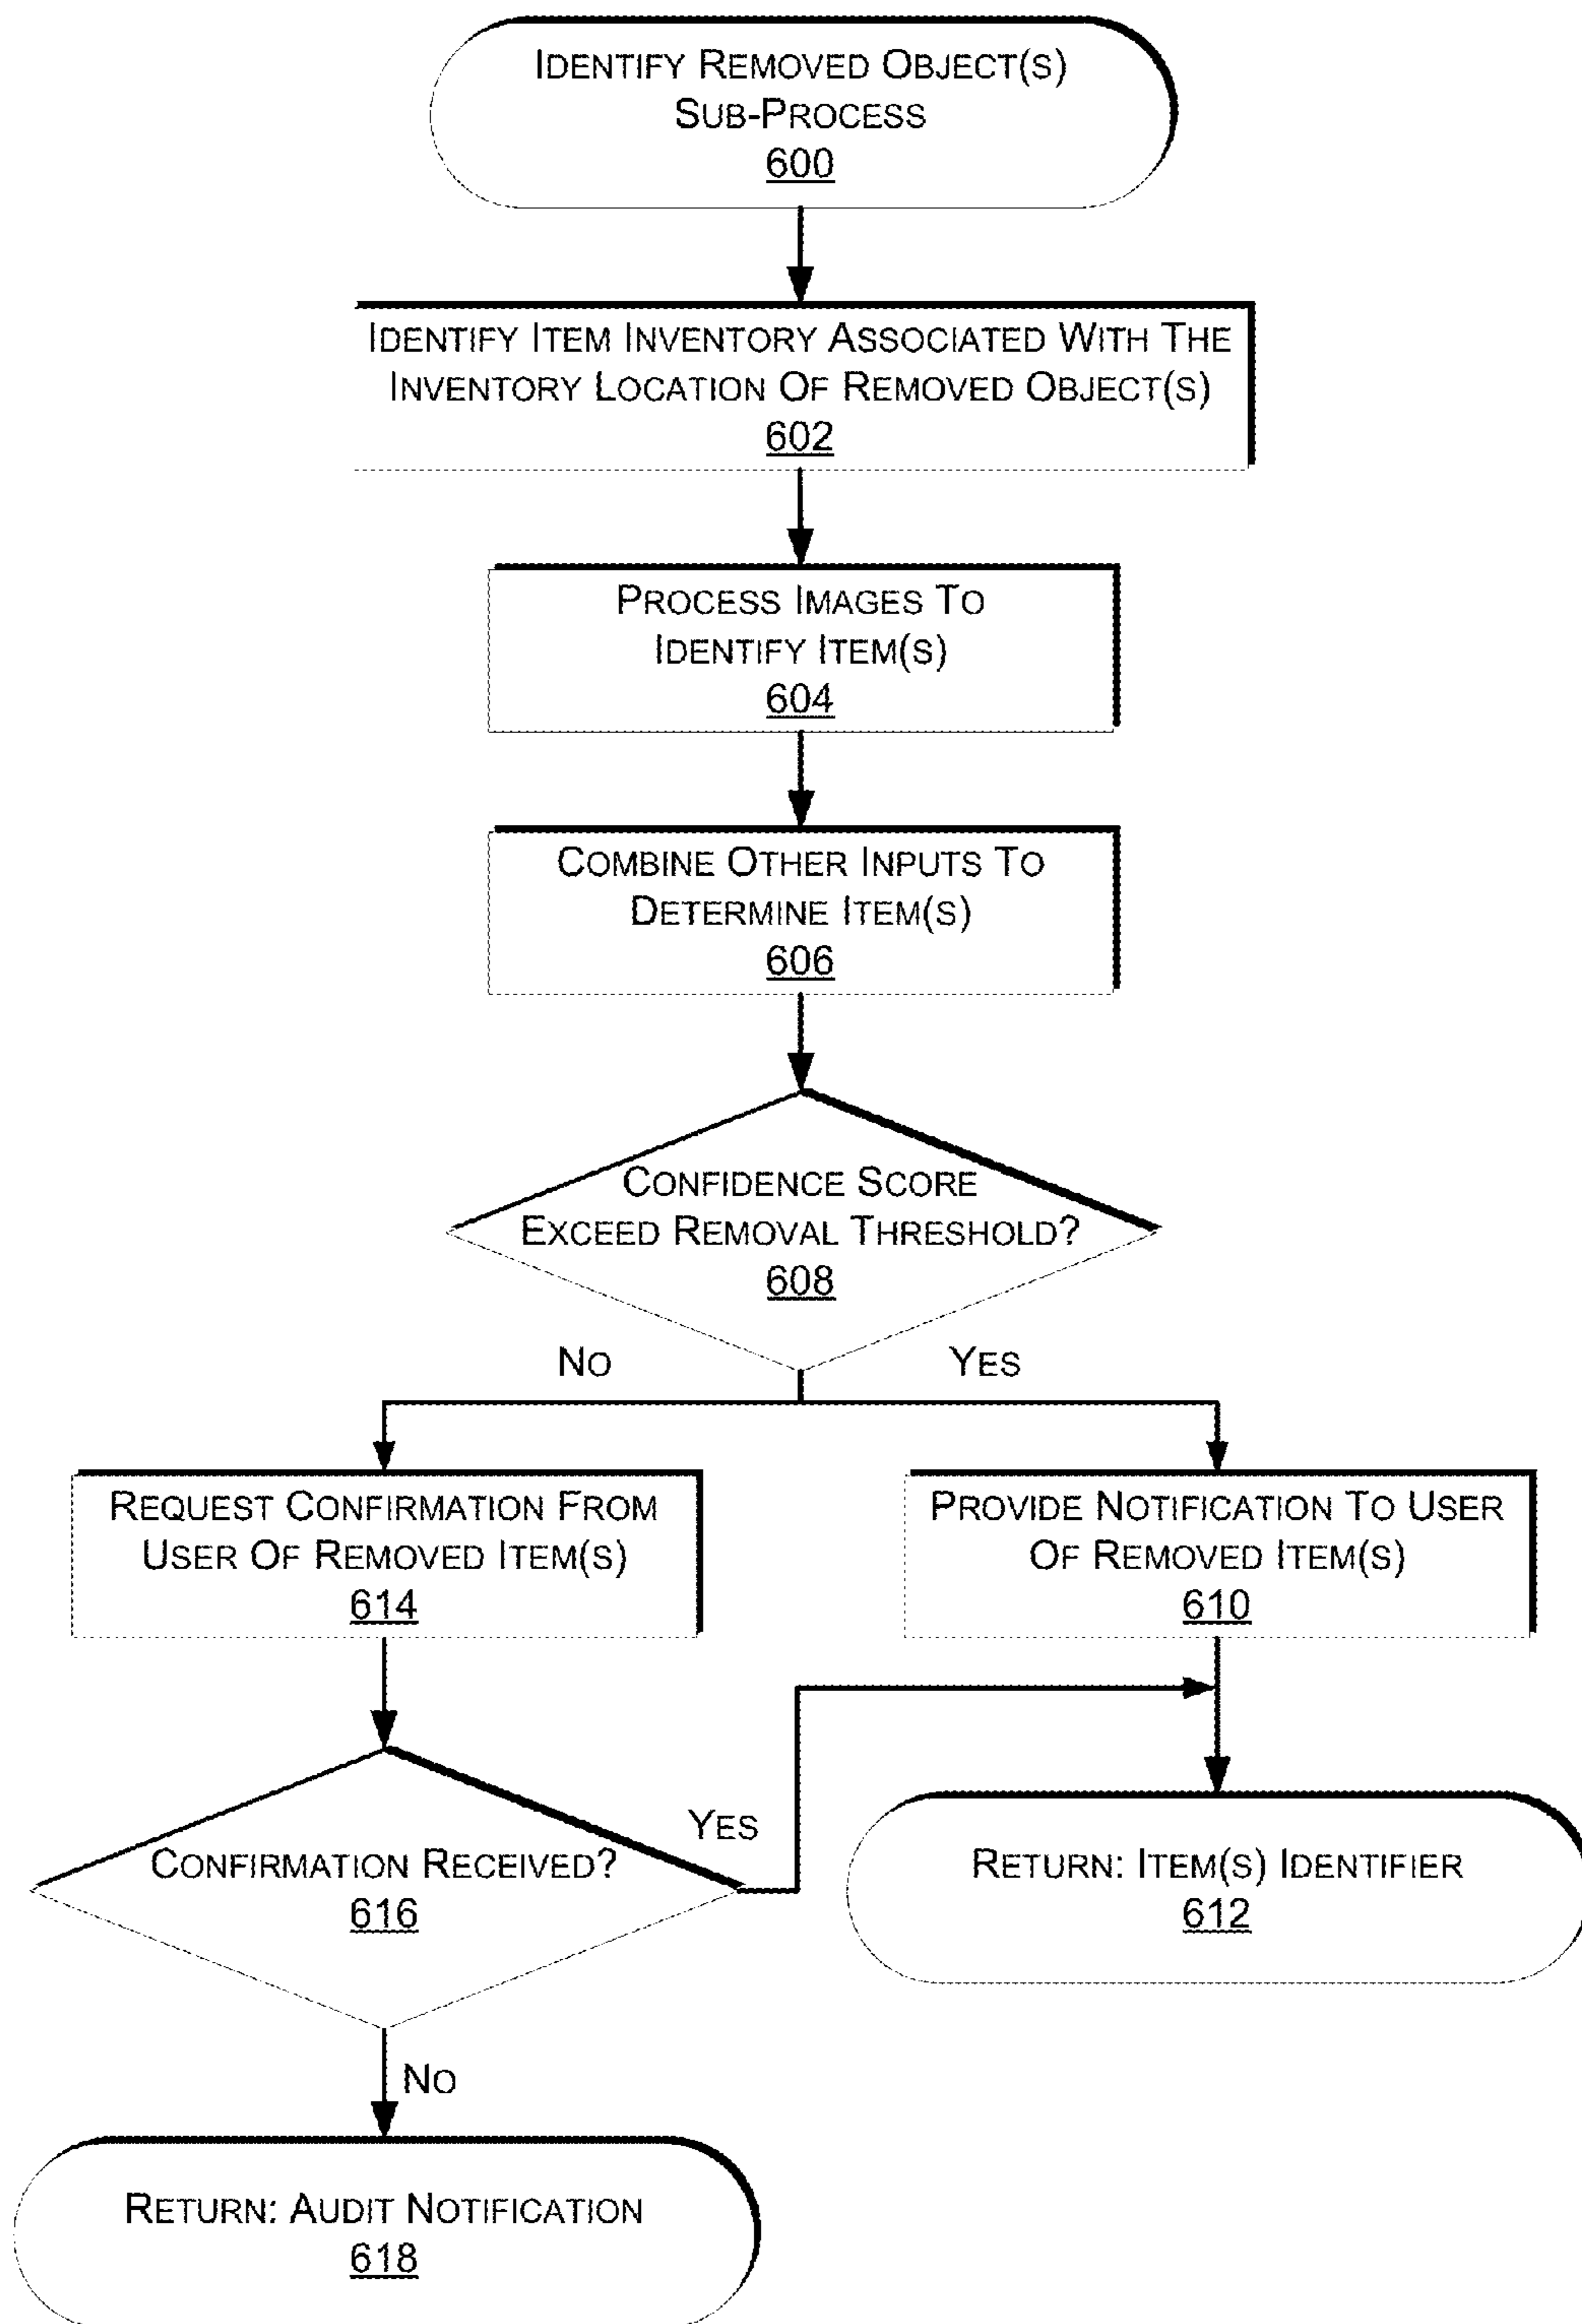 IDENTIFY REMOVED OBJECT(S)
SUB-PROCESS
600
IDENTIFY ITEM INVENTORY ASSOCIATED WITH THE
INVENTORY LOCATION OF REMOVED OBJECT(S)
602
PROCESS IMAGES TO
IDENTIFY ITEM(S)
604
COMBINE OTHER INPUTS TO
DETERMINE ITEM(S)
606
CONFIDENCE SCORE
EXCEED REMOVAL THRESHOLD?
608
NO
YES
REQUEST CONFIRMATION FROM
USER OF REMOVED ITEM(S)
614
PROVIDE NOTIFICATION TO USER
OF REMOVED ITEM(S)
610
YES
CONFIRMATION RECEIVED?
616
RETURN: ITEM(S) IDENTIFIER
612
NO
RETURN: AUDIT NOTIFICATION
618